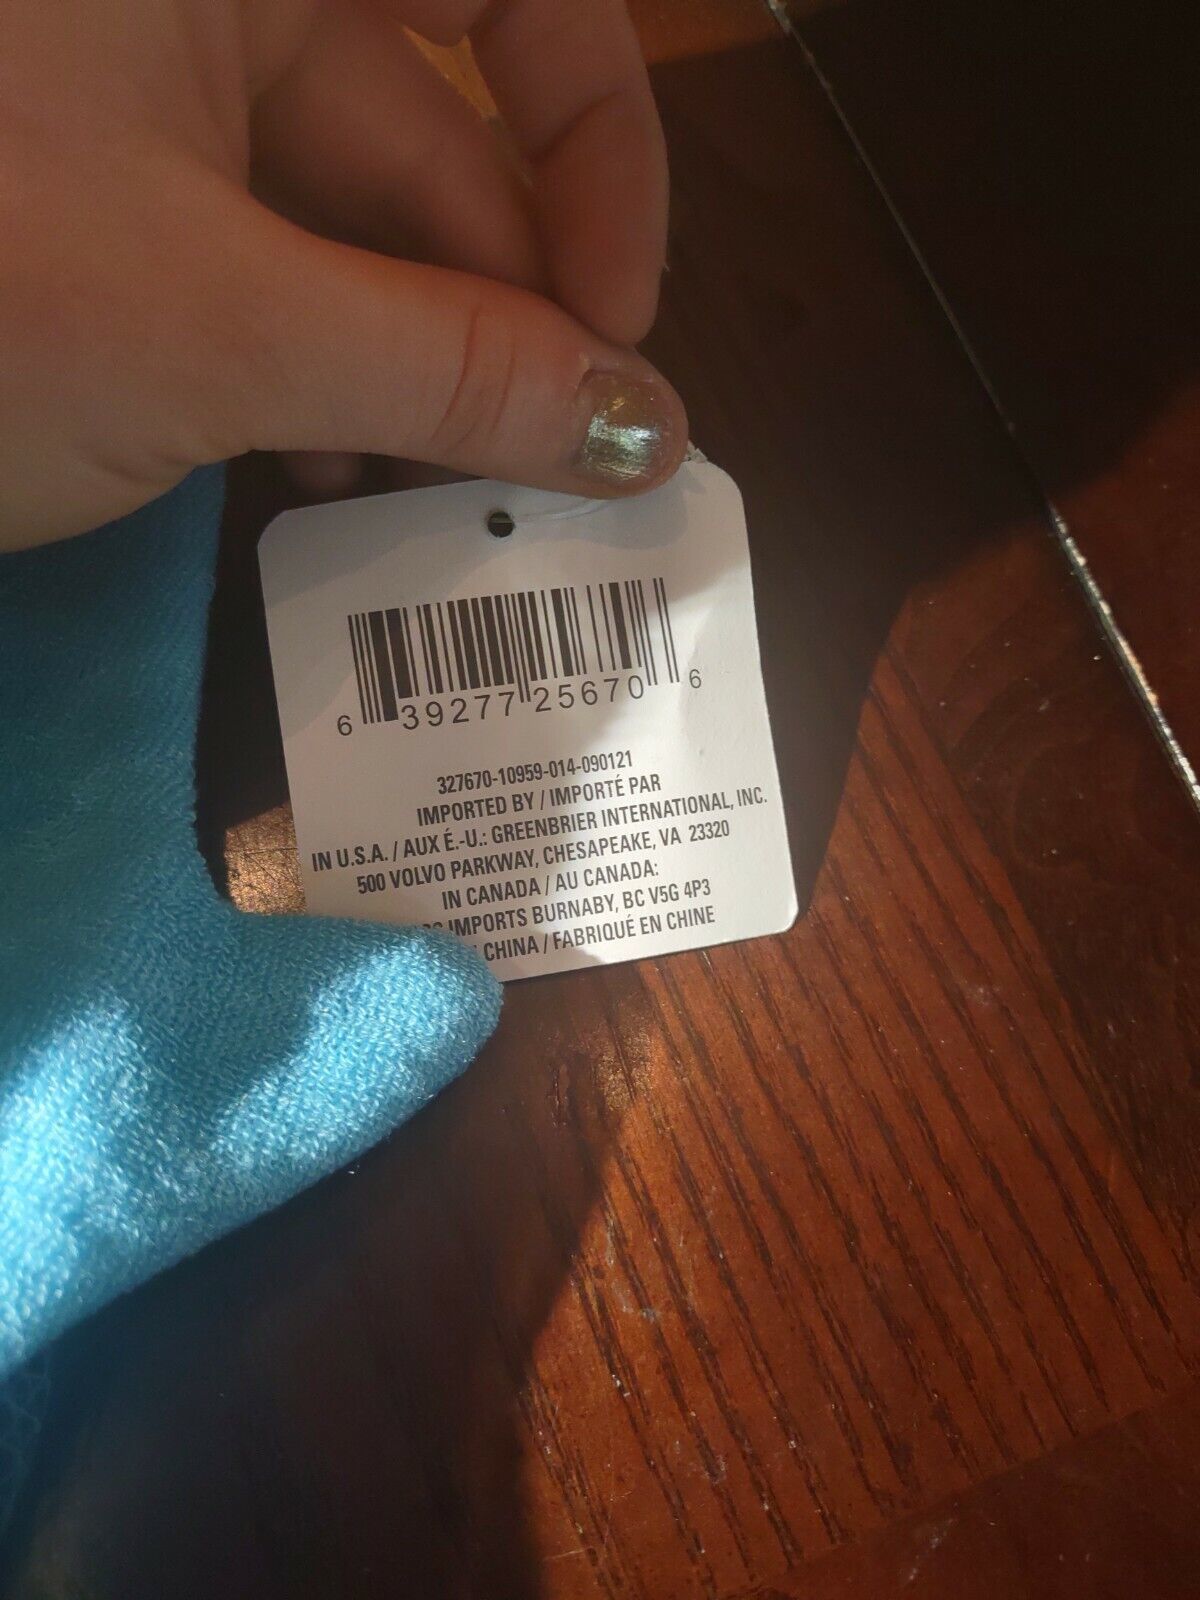 6 39277 25670 6
327670-10959-014-090121
IMPORTED BY / IMPORTÉ PAR
IN U.S.A. / AUX É.-U.: GREENBRIER INTERNATIONAL, INC.
500 VOLVO PARKWAY, CHESAPEAKE, VA 23320
IN CANADA / AU CANADA:
IMPORTS BURNABY, BC V5G 4P3
CHINA / FABRIQUÉ EN CHINE